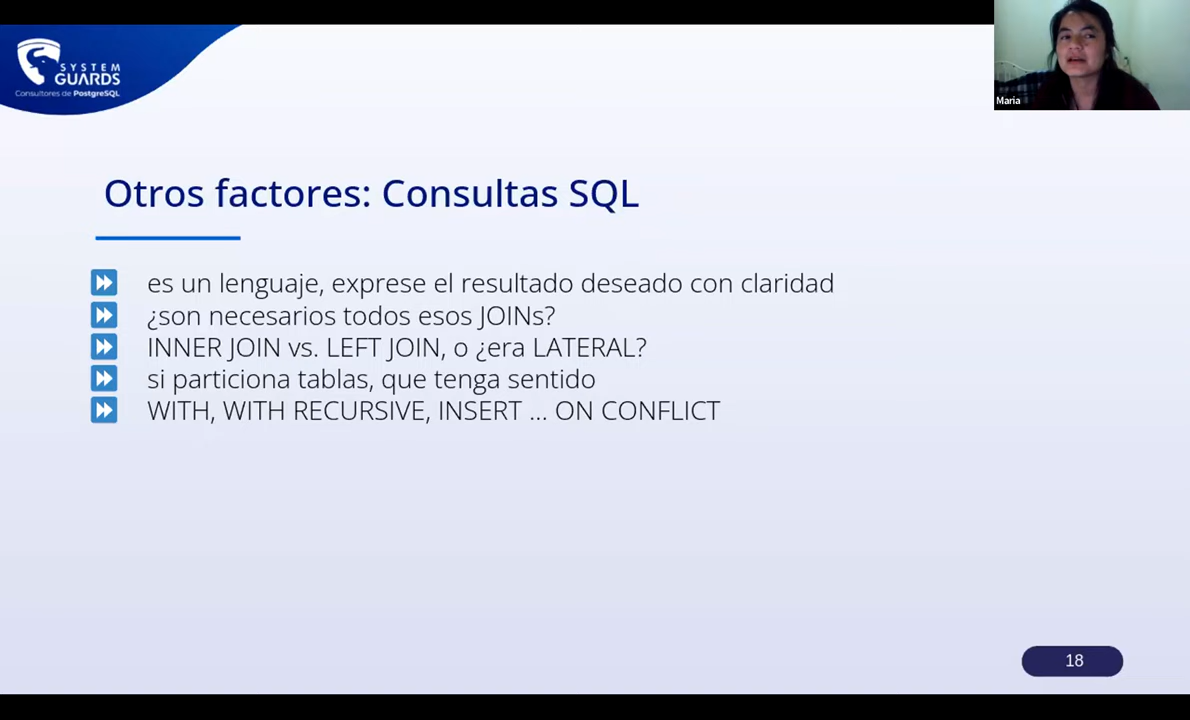 SYSTEM
GUARDS
Consultores de PostgreSQL
Maria
Otros factores: Consultas SQL
es un lenguaje, exprese el resultado deseado con claridad
¿son necesarios todos esos JOINs?
INNER JOIN vs. LEFT JOIN, o ¿era LATERAL?
si particiona tablas, que tenga sentido
WITH, WITH RECURSIVE, INSERT ... ON CONFLICT
18